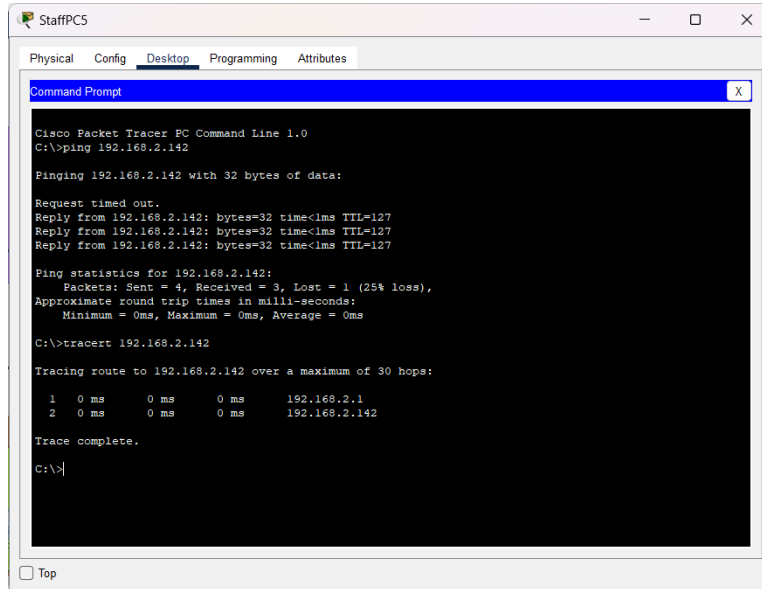 StaffPC5
Physical Config Desktop Programming Attributes
Command Prompt
X
Cisco Packet Tracer PC Command Line 1.0
C:\>ping 192.168.2.142
Pinging 192.168.2.142 with 32 bytes of data:
Request timed out.
Reply from 192.168.2.142: bytes=32 time<1ms TTL=127
Reply from 192.168.2.142: bytes=32 time<1ms TTL=127
Reply from 192.168.2.142: bytes=32 time<1ms TTL=127
Ping statistics for 192.168.2.142:
Packets: Sent = 4, Received = 3, Lost = 1 (25% loss),
Approximate round trip times in milli-seconds:
Minimum = 0ms, Maximum = 0ms, Average = 0ms
C:\>tracert 192.168.2.142
Tracing route to 192.168.2.142 over a maximum of 30 hops:
1 0 ms 0 ms 0 ms 192.168.2.1
2 0 ms 0 ms 0 ms 192.168.2.142
Trace complete.
C:\>
Top